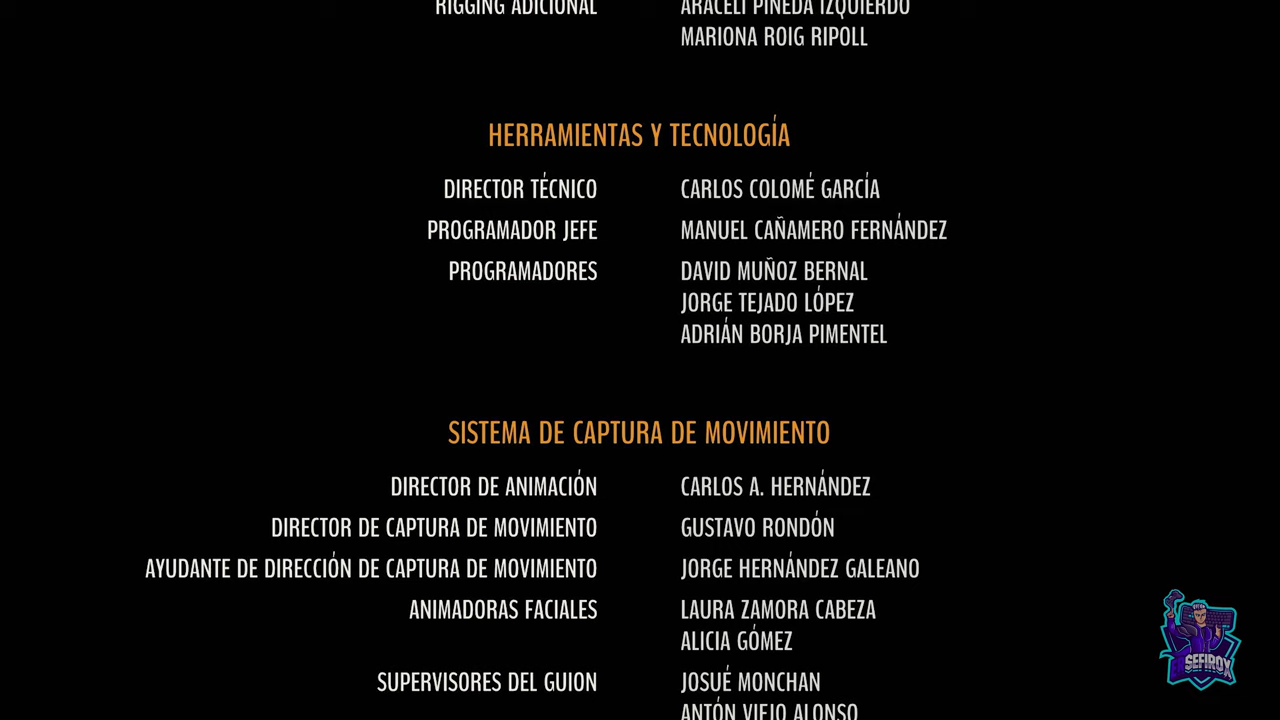 RIGGING ADICIONAL ARACELI PINEDA IZQUIERDO
MARIONA ROIG RIPOLL
HERRAMIENTAS Y TECNOLOGÍA
DIRECTOR TÉCNICO CARLOS COLOMÉ GARCÍA
PROGRAMADOR JEFE MANUEL CAÑAMERO FERNÁNDEZ
PROGRAMADORES DAVID MUÑOZ BERNAL
JORGE TEJADO LÓPEZ
ADRIÁN BORJA PIMENTEL
SISTEMA DE CAPTURA DE MOVIMIENTO
DIRECTOR DE ANIMACIÓN CARLOS A. HERNÁNDEZ
DIRECTOR DE CAPTURA DE MOVIMIENTO GUSTAVO RONDÓN
AYUDANTE DE DIRECCIÓN DE CAPTURA DE MOVIMIENTO JORGE HERNÁNDEZ GALEANO
ANIMADORAS FACIALES LAURA ZAMORA CABEZA
ALICIA GÓMEZ
SUPERVISORES DEL GUION JOSUÉ MONCHAN
ANTÓN VIEJO ALONSO
SEFIROX